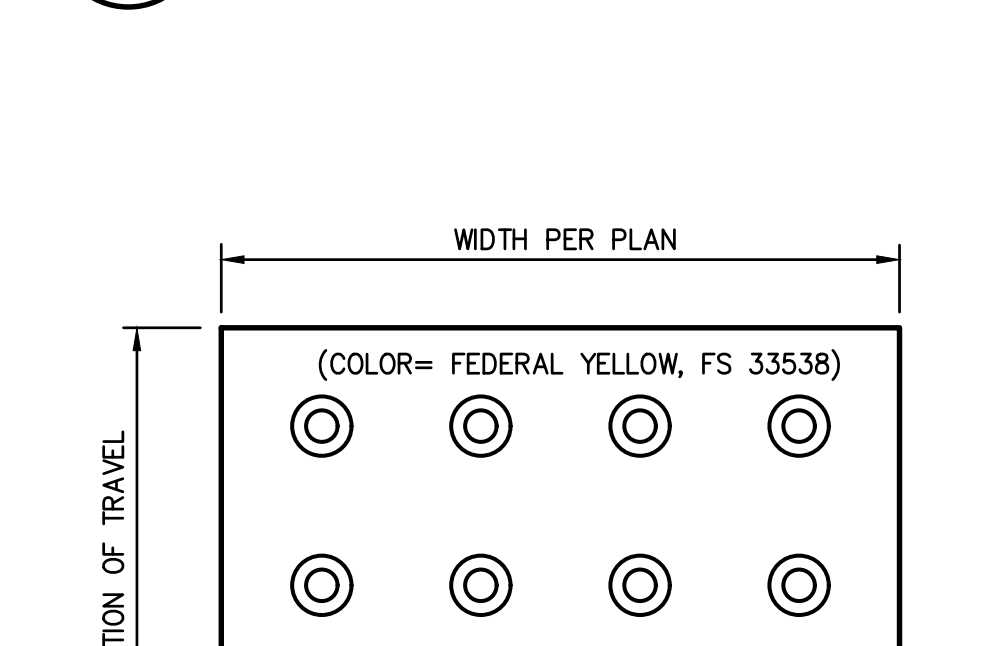 WIDTH PER PLAN
(COLOR= FEDERAL YELLOW, FS 33538)
TION OF TRAVEL